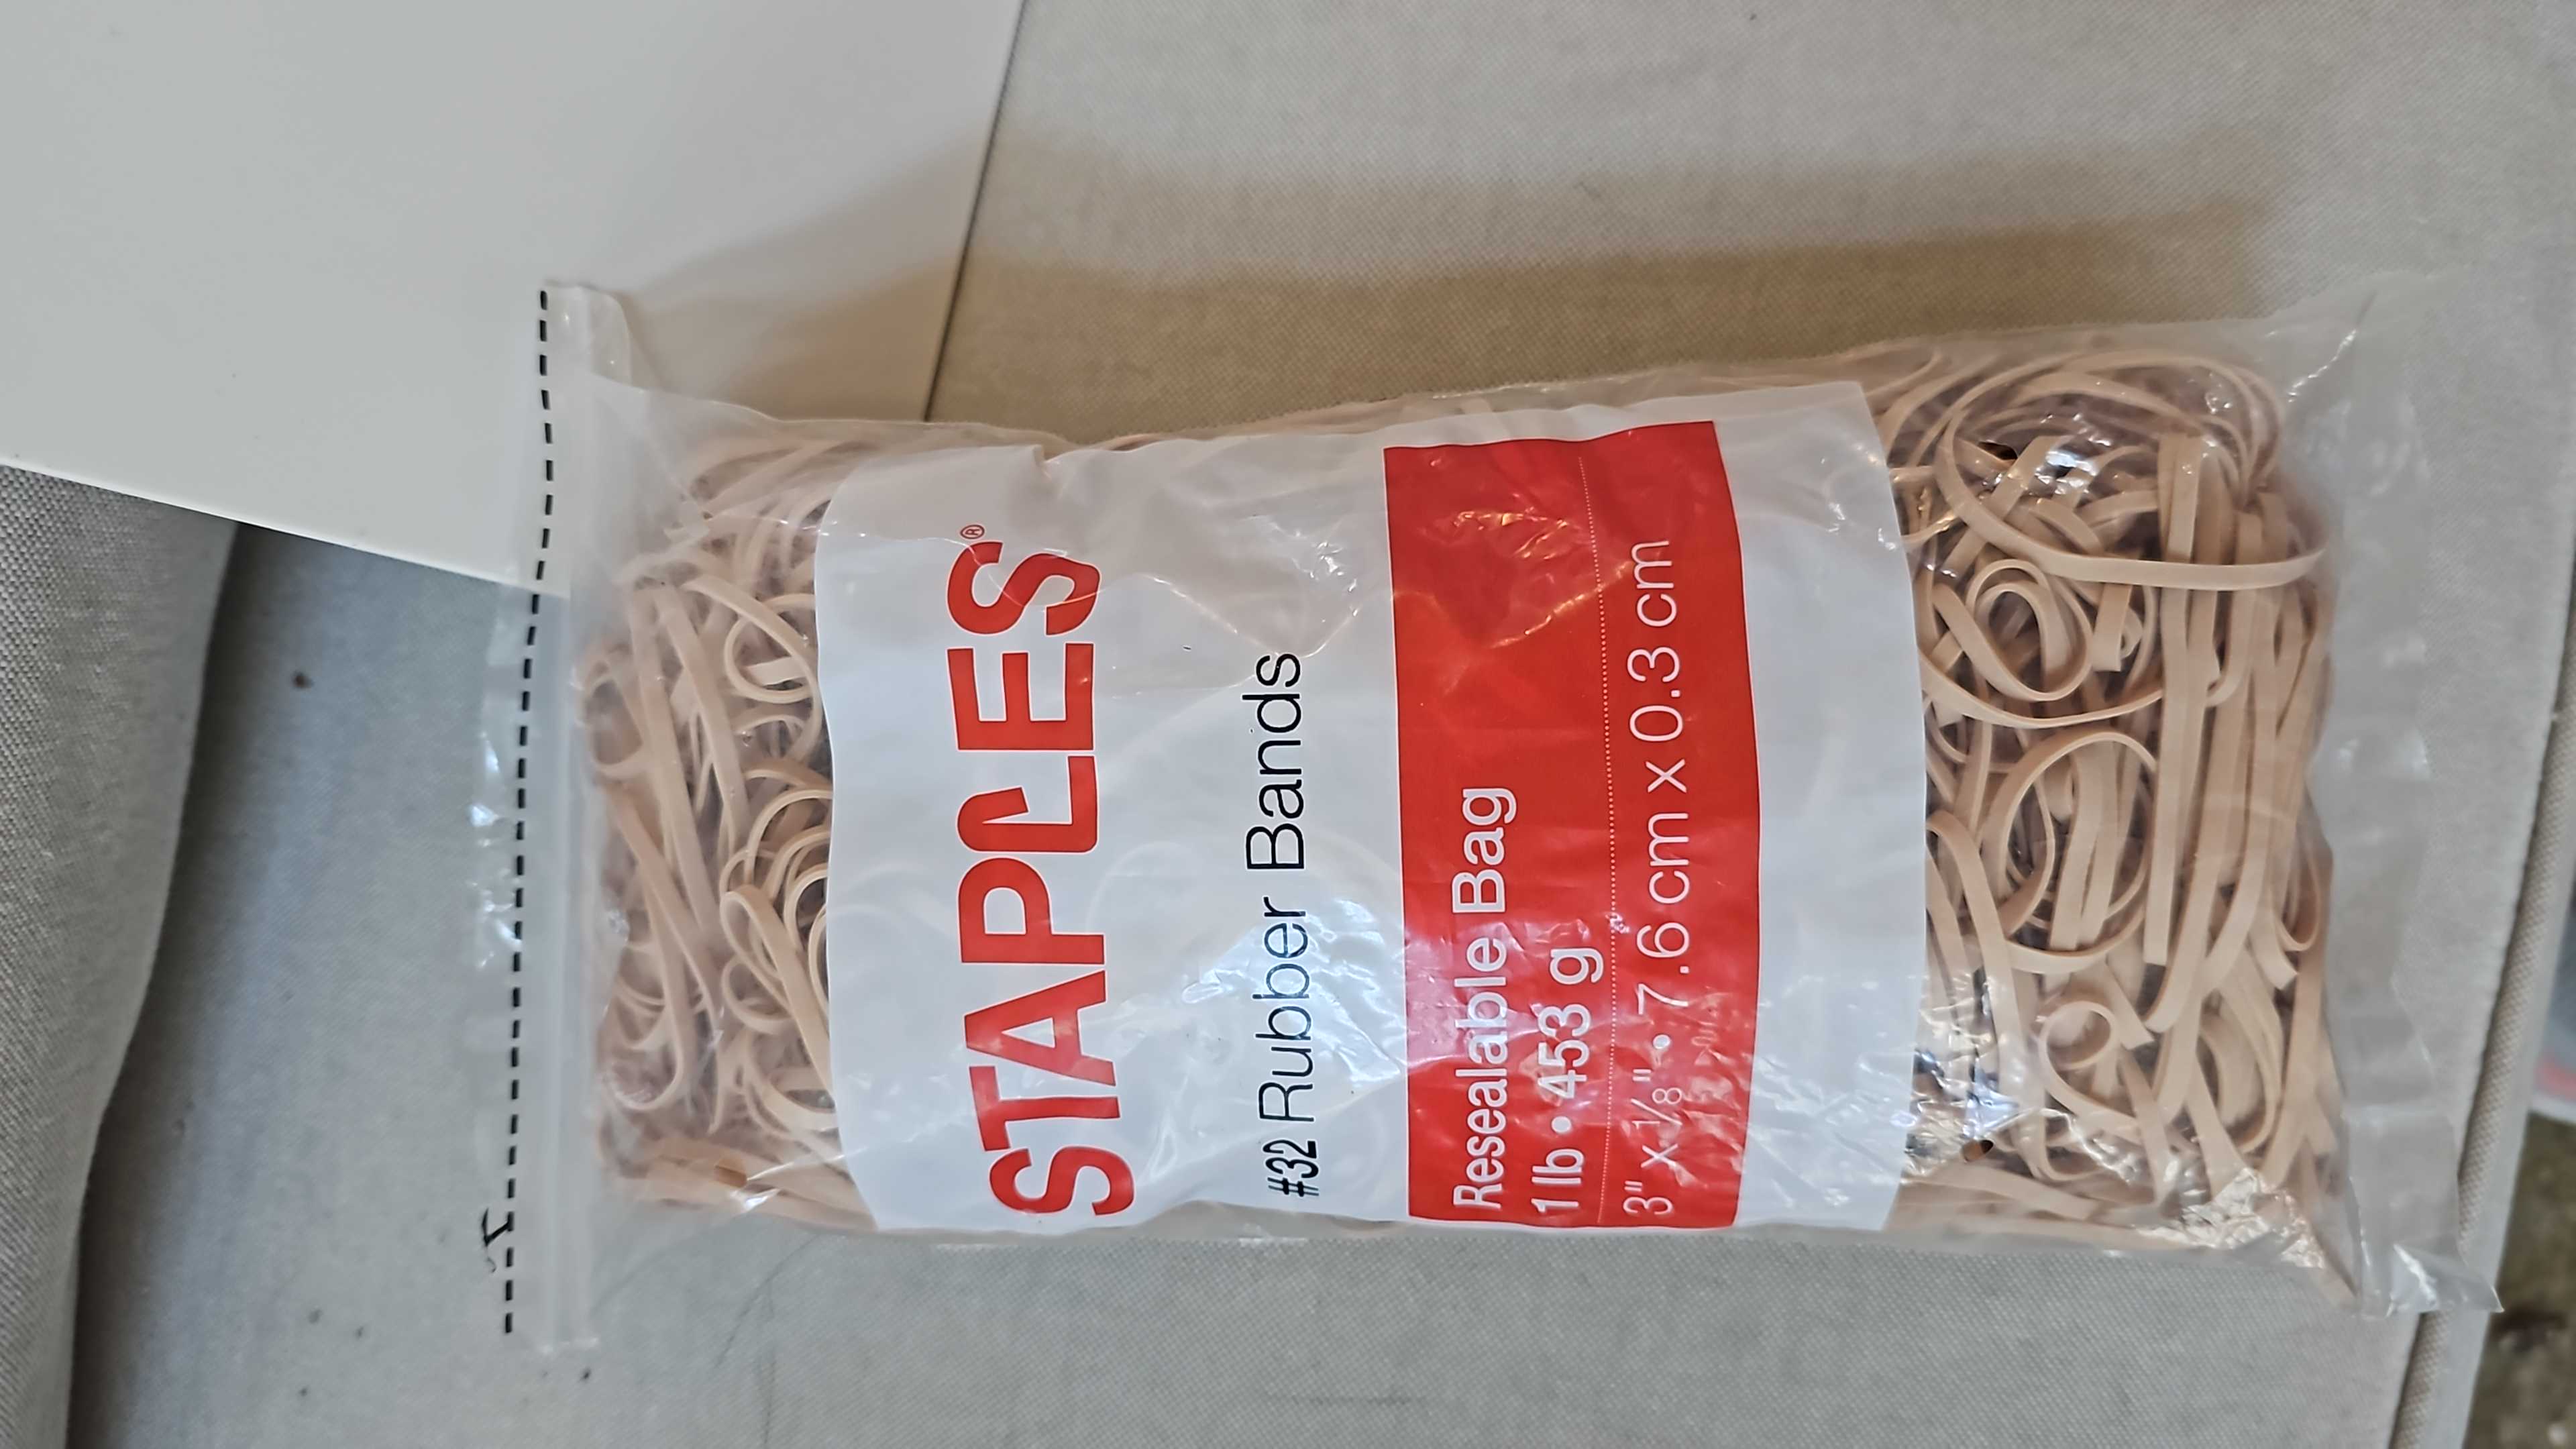 STAPLES®
#32 Rubber Bands
Resealable Bag
1 lb • 453 g
3" x 1/8" • 7.6 cm x 0.3 cm